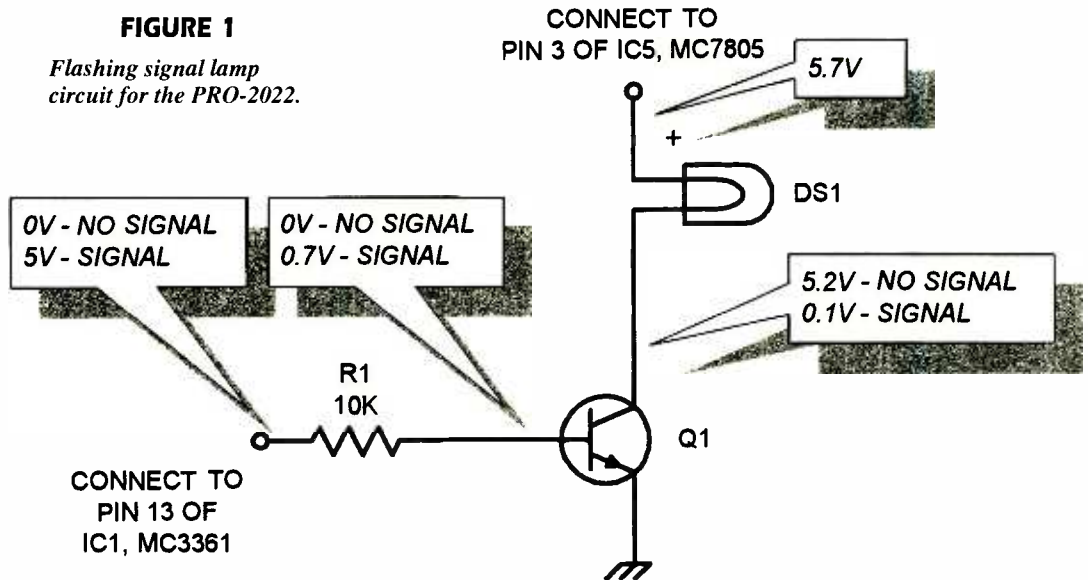 FIGURE 1
Flashing signal lamp
circuit for the PRO-2022.
CONNECT TO
PIN 3 OF IC5, MC7805
5.7V
+
DS1
0V - NO SIGNAL
5V - SIGNAL
0V - NO SIGNAL
0.7V - SIGNAL
5.2V - NO SIGNAL
0.1V - SIGNAL
R1
10K
Q1
CONNECT TO
PIN 13 OF
IC1, MC3361